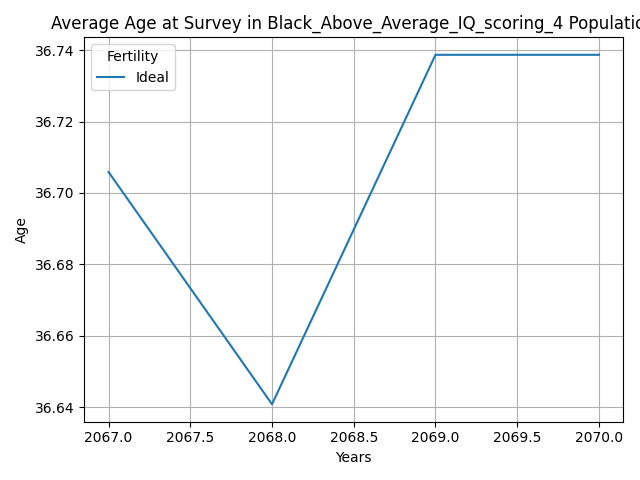 Average Age at Survey in Black_Above_Average_IQ_scoring_4 Populatio
36.74
36.72
36.70
36.68
36.66
36.64
Age
Fertility
Ideal
2067.0 2067.5 2068.0 2068.5 2069.0 2069.5 2070.0
Years